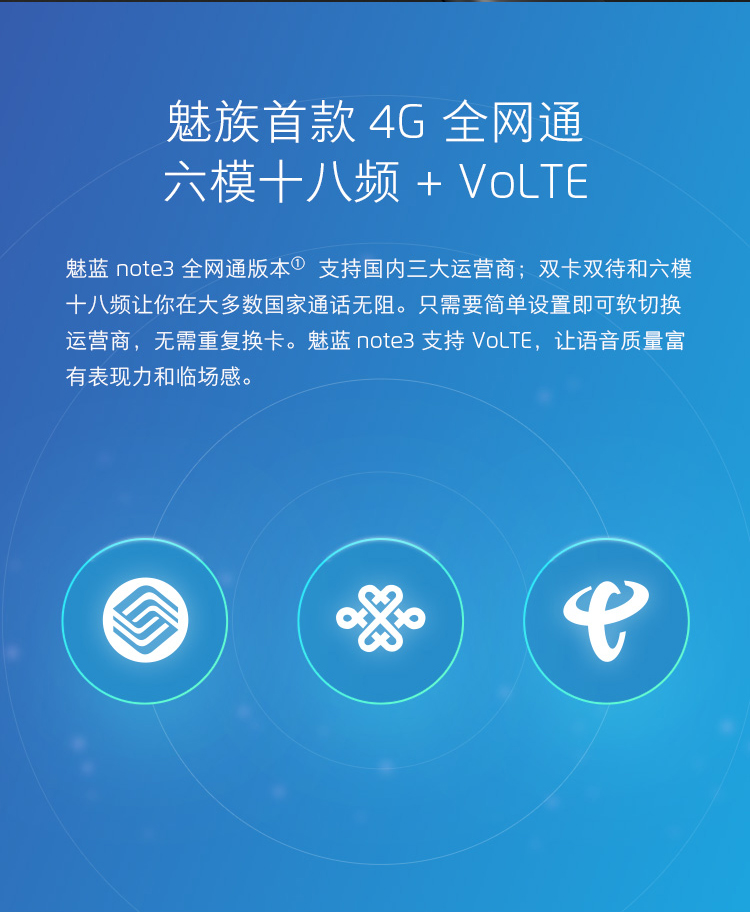 魅族首款 4G 全网通
六模十八频 + VoLTE
魅蓝 note3 全网通版本① 支持国内三大运营商；双卡双待和六模
十八频让你在大多数国家通话无阻。只需要简单设置即可软切换
运营商，无需重复换卡。魅蓝 note3 支持 VoLTE，让语音质量富
有表现力和临场感。